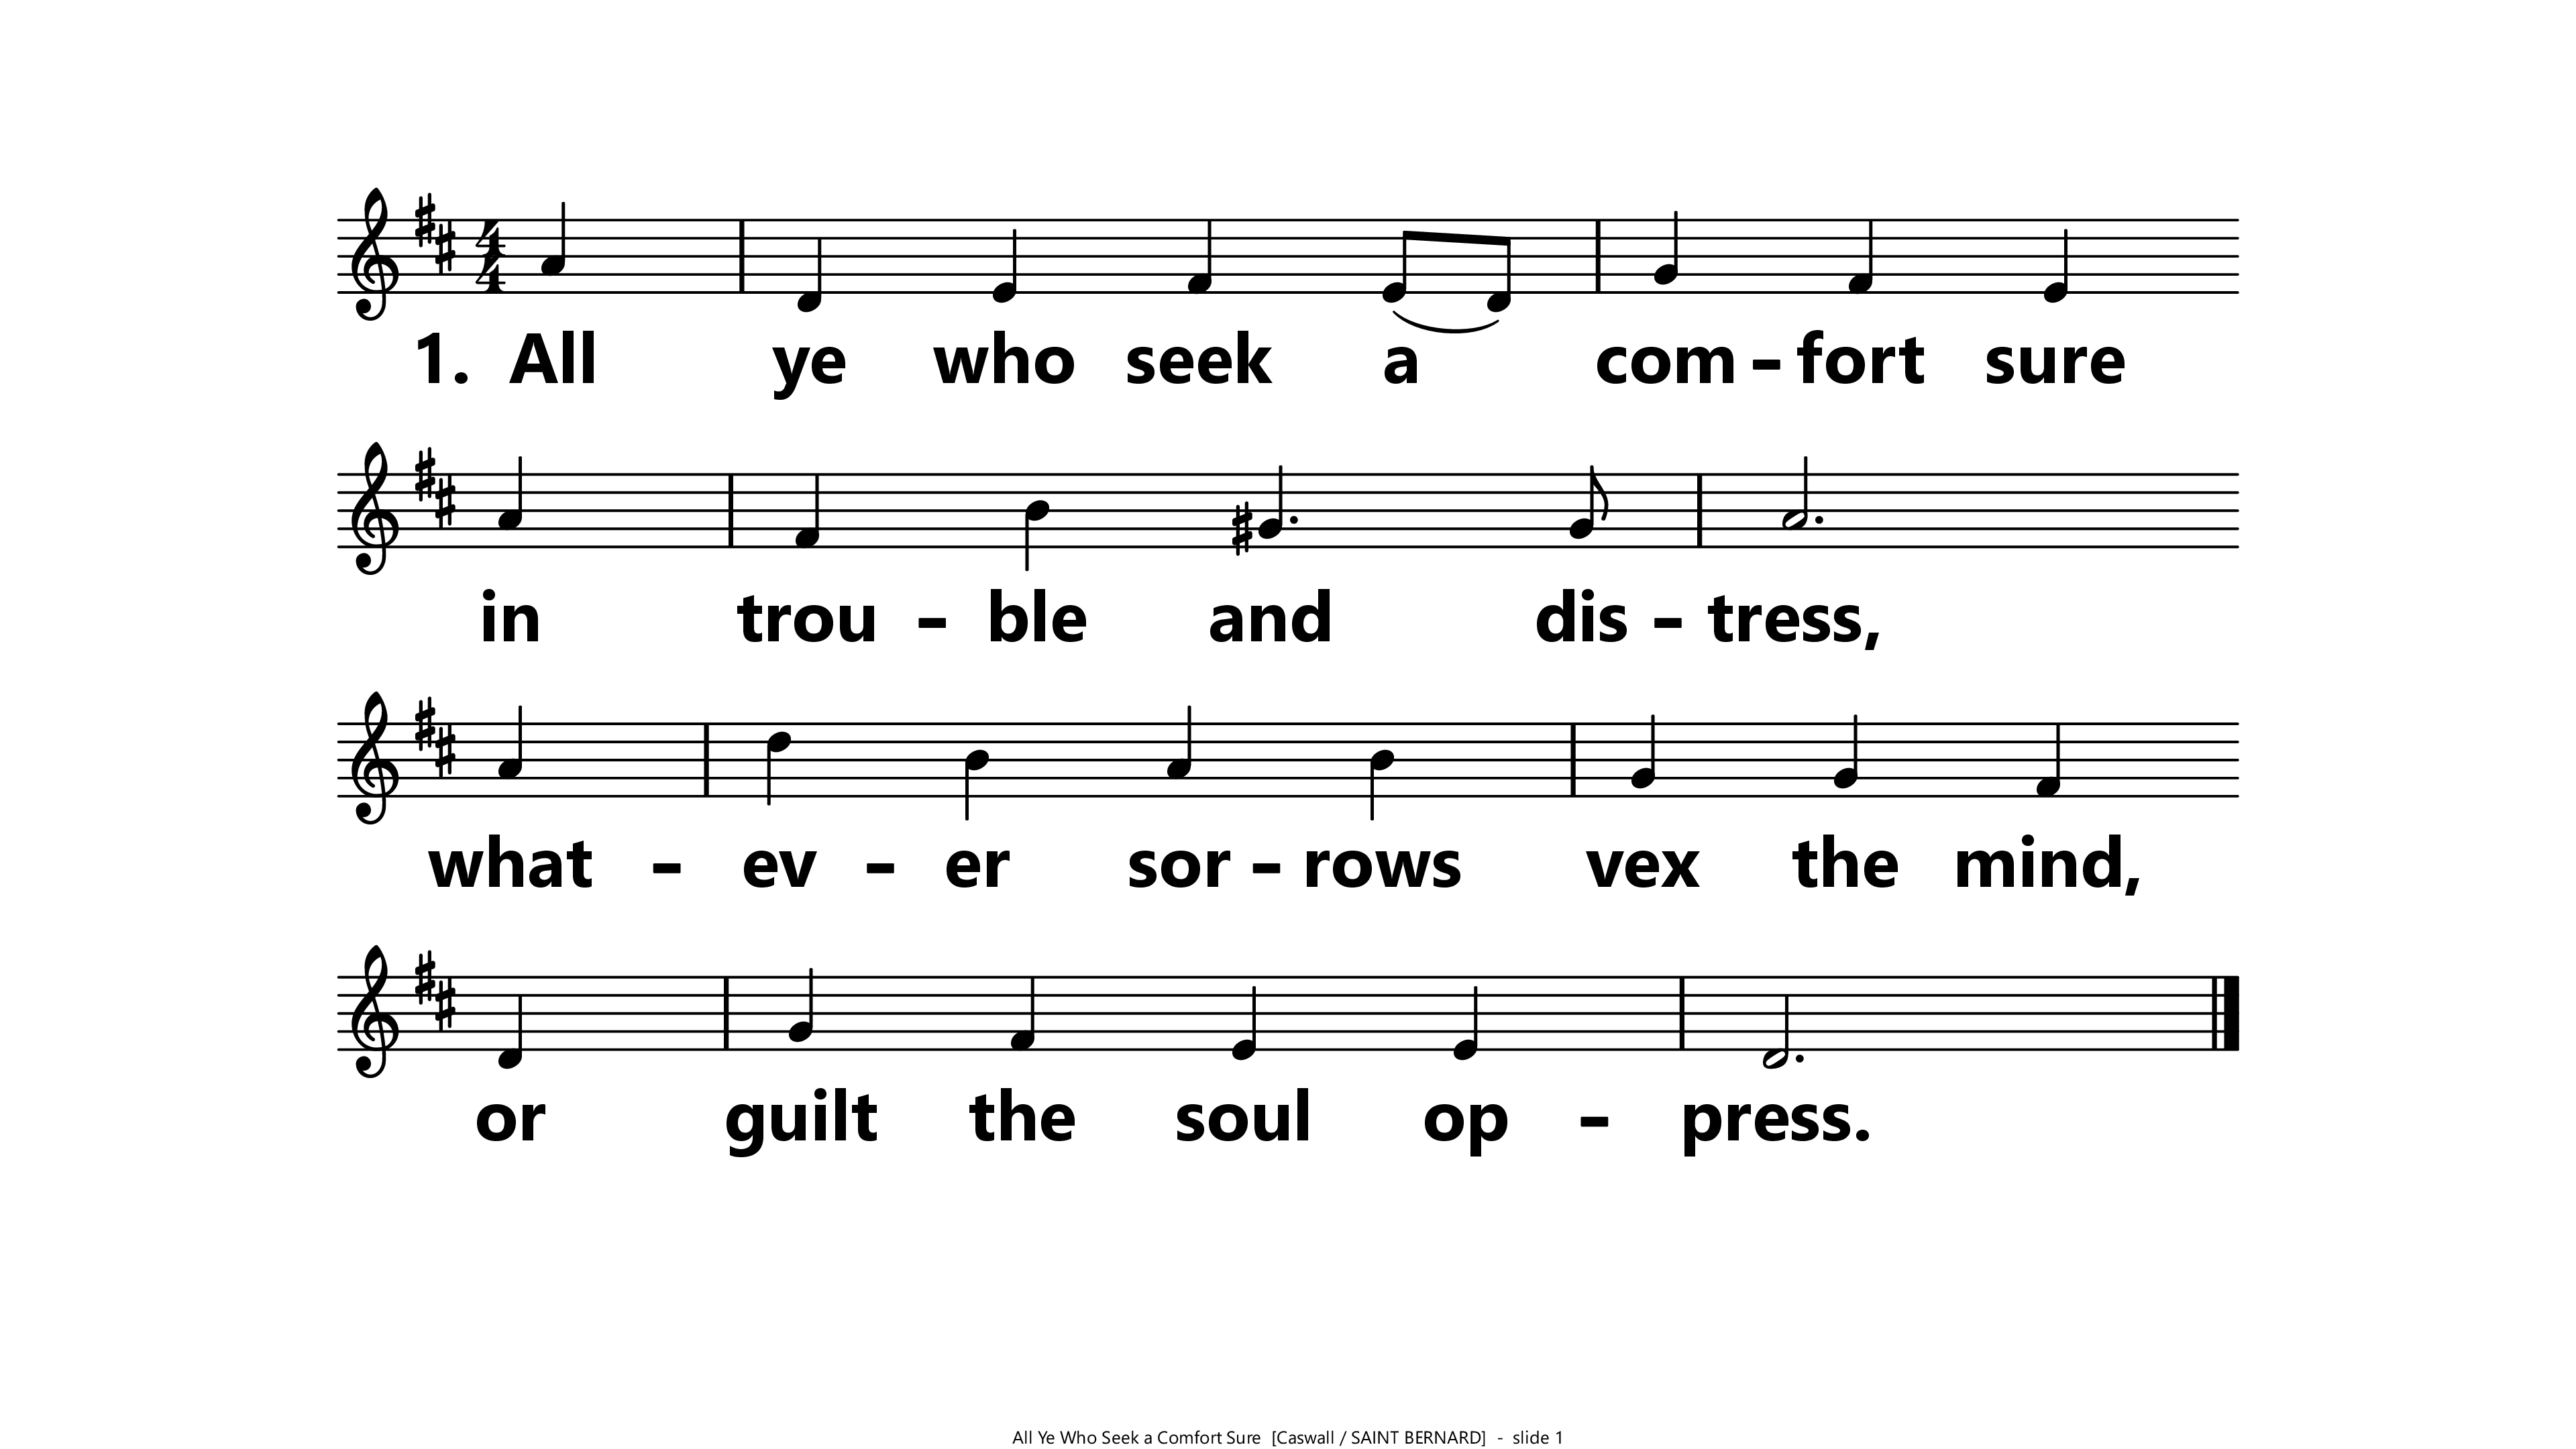 1. All ye who seek a com – fort sure
in trou – ble and dis – tress,
what – ev – er sor – rows vex the mind,
or guilt the soul op – press.
All Ye Who Seek a Comfort Sure [Caswall / SAINT BERNARD] - slide 1